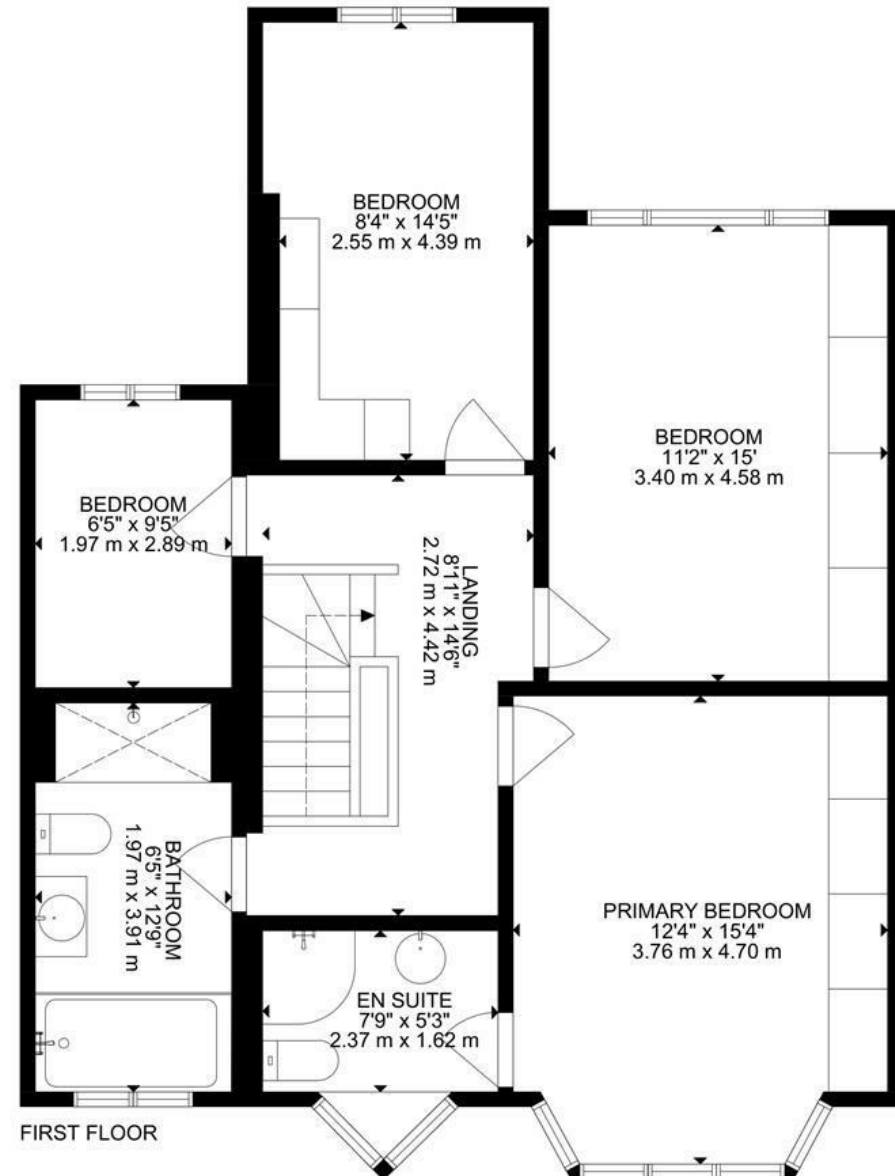 BEDROOM
8'4" x 14'5"
2.55 m x 4.39 m
BEDROOM
11'2" x 15'
3.40 m x 4.58 m
BEDROOM
6'5" x 9'5"
1.97 m x 2.89 m
LANDING
8'11" x 14'6"
2.72 m x 4.42 m
BATHROOM
6'5" x 12'9"
1.97 m x 3.91 m
PRIMARY BEDROOM
12'4" x 15'4"
3.76 m x 4.70 m
EN SUITE
7'9" x 5'3"
2.37 m x 1.62 m
FIRST FLOOR